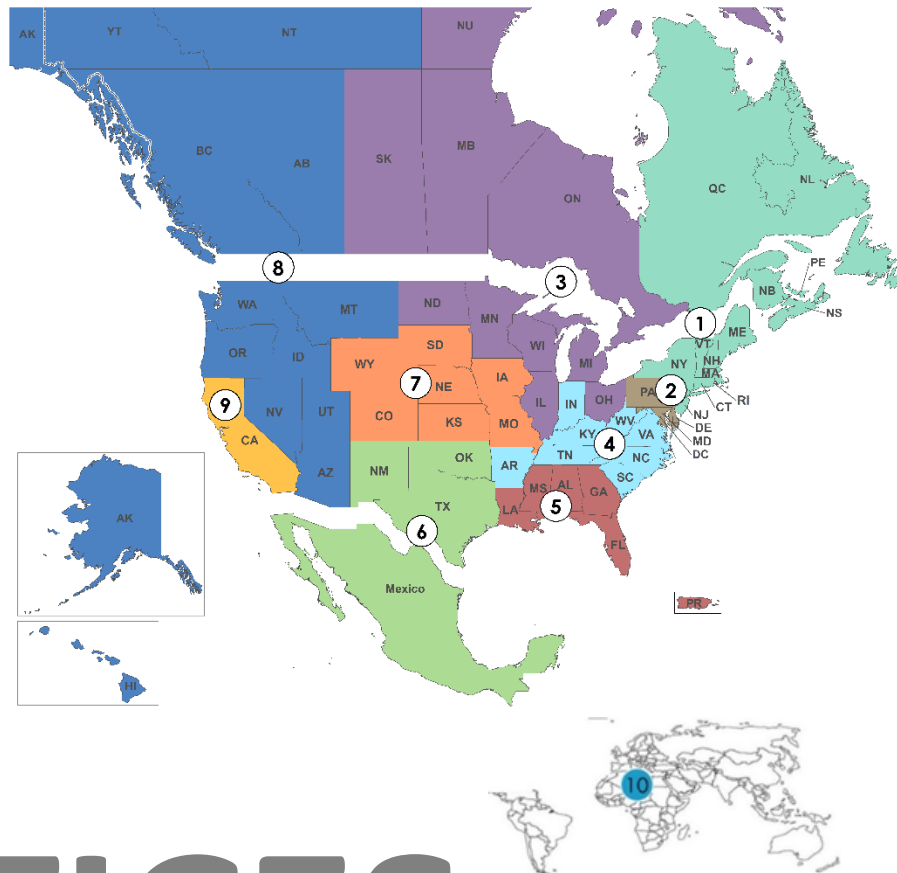 AK
YT
NT
NU
BC
AB
SK
MB
ON
QC
NL
PE
NB
NS
8
3
1
WA
MT
ND
MN
VT
ME
OR
ID
SD
WI
MI
NY
NH
MA
WY
7
NE
IA
PA
2
RI
CT
9
NV
UT
CO
KS
MO
IL
IN
OH
WV
NJ
DE
MD
DC
CA
KY
4
VA
TN
NC
AZ
NM
OK
AR
SC
TX
MS
AL
GA
LA
5
6
FL
AK
Mexico
PR
HI
10